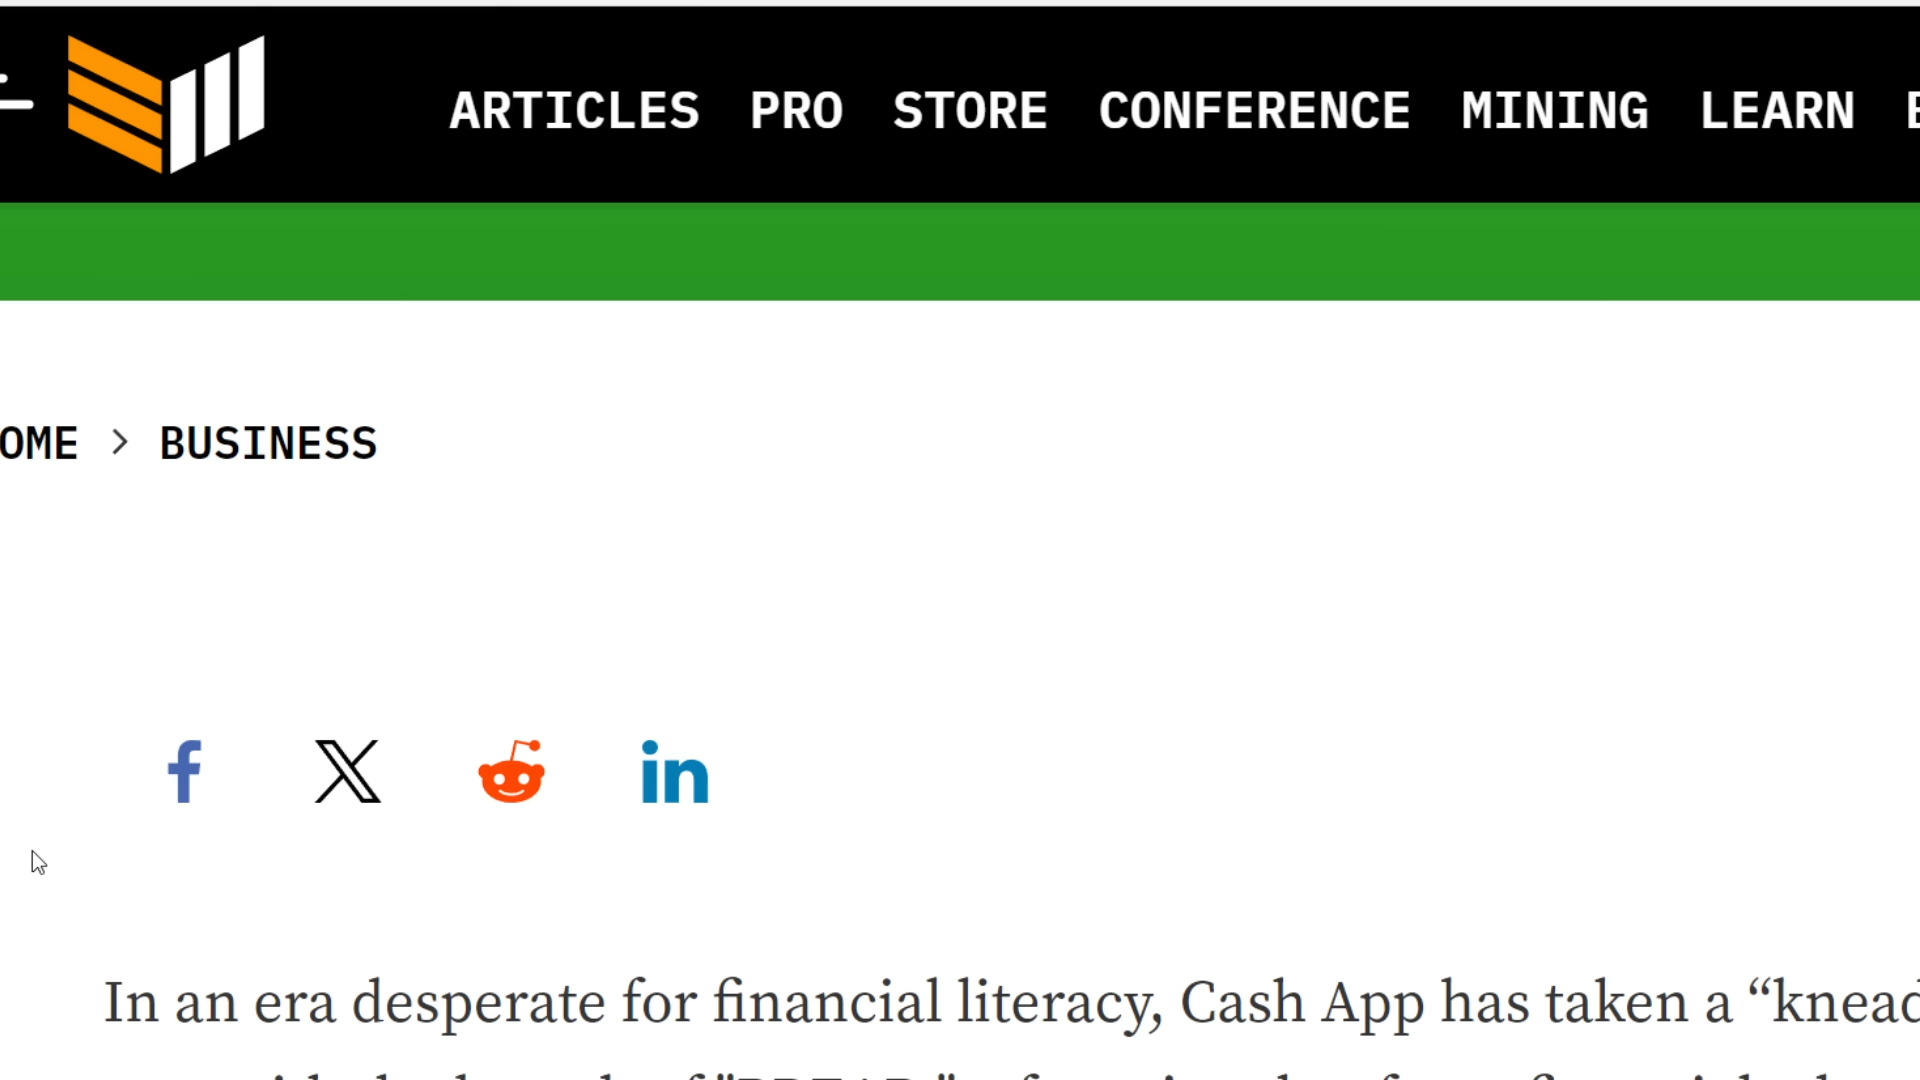 ARTICLES PRO STORE CONFERENCE MINING LEARN
OME > BUSINESS
In an era desperate for financial literacy, Cash App has taken a “knead